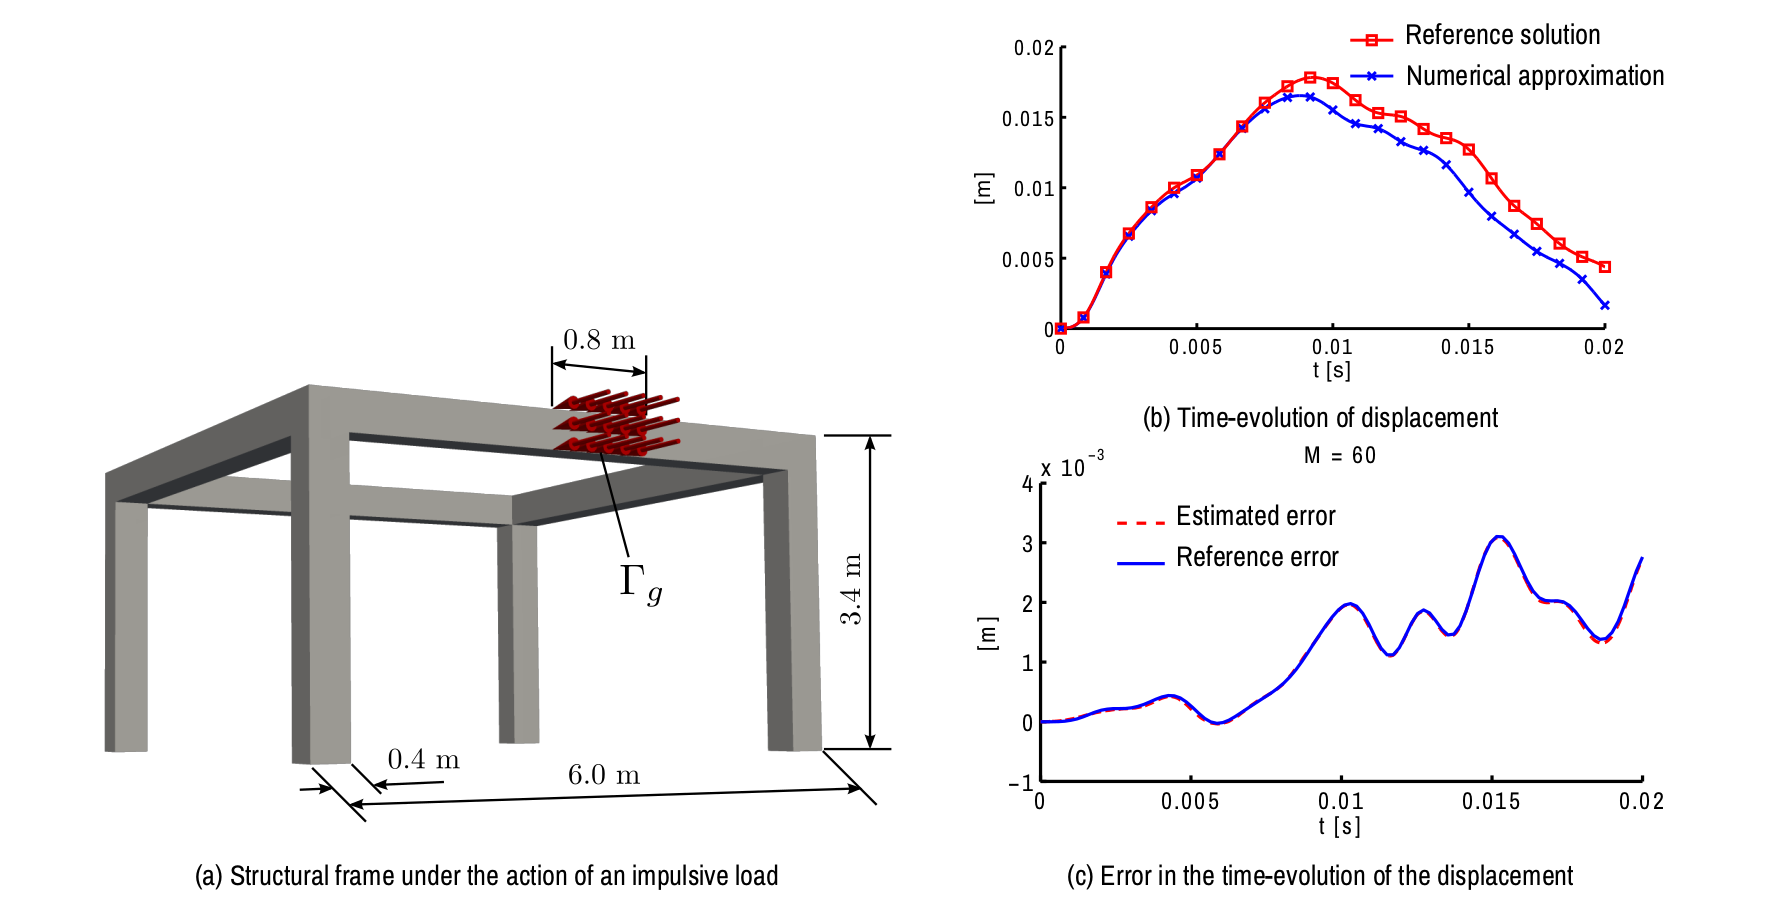 0.8 m
Γg
3.4 m
0.4 m
6.0 m
(a) Structural frame under the action of an impulsive load
Reference solution
Numerical approximation
0.02
0.015
0.01
0.005
0
[m]
0 0.005 0.01 0.015 0.02
t [s]
(b) Time-evolution of displacement
M = 60
x 10⁻³
Estimated error
Reference error
4
3
2
1
0
−1
[m]
0 0.005 0.01 0.015 0.02
t [s]
(c) Error in the time-evolution of the displacement